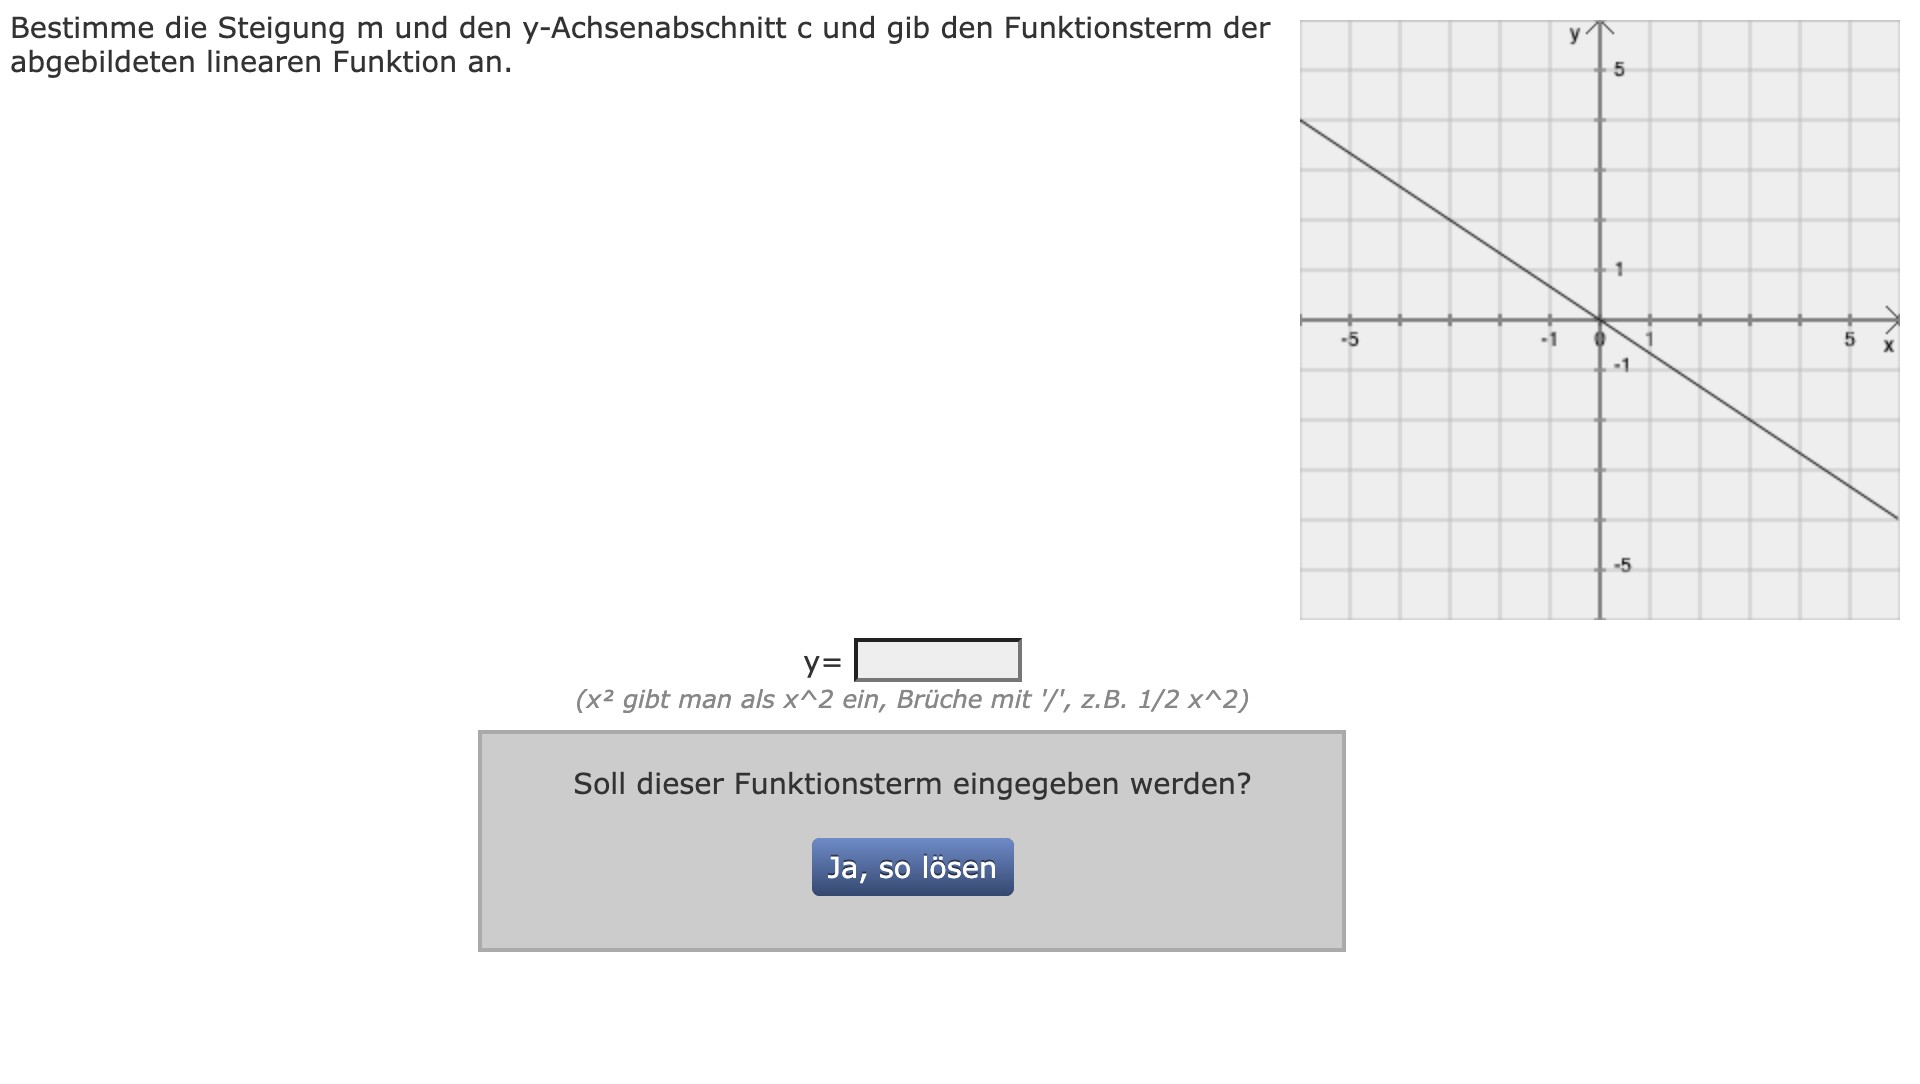 Bestimme die Steigung m und den y-Achsenabschnitt c und gib den Funktionsterm der
abgebildeten linearen Funktion an.
y
5
1
-5
-1
0
1
5
x
-1
-5
y=
(x² gibt man als x^2 ein, Brüche mit '/', z.B. 1/2 x^2)
Soll dieser Funktionsterm eingegeben werden?
Ja, so lösen